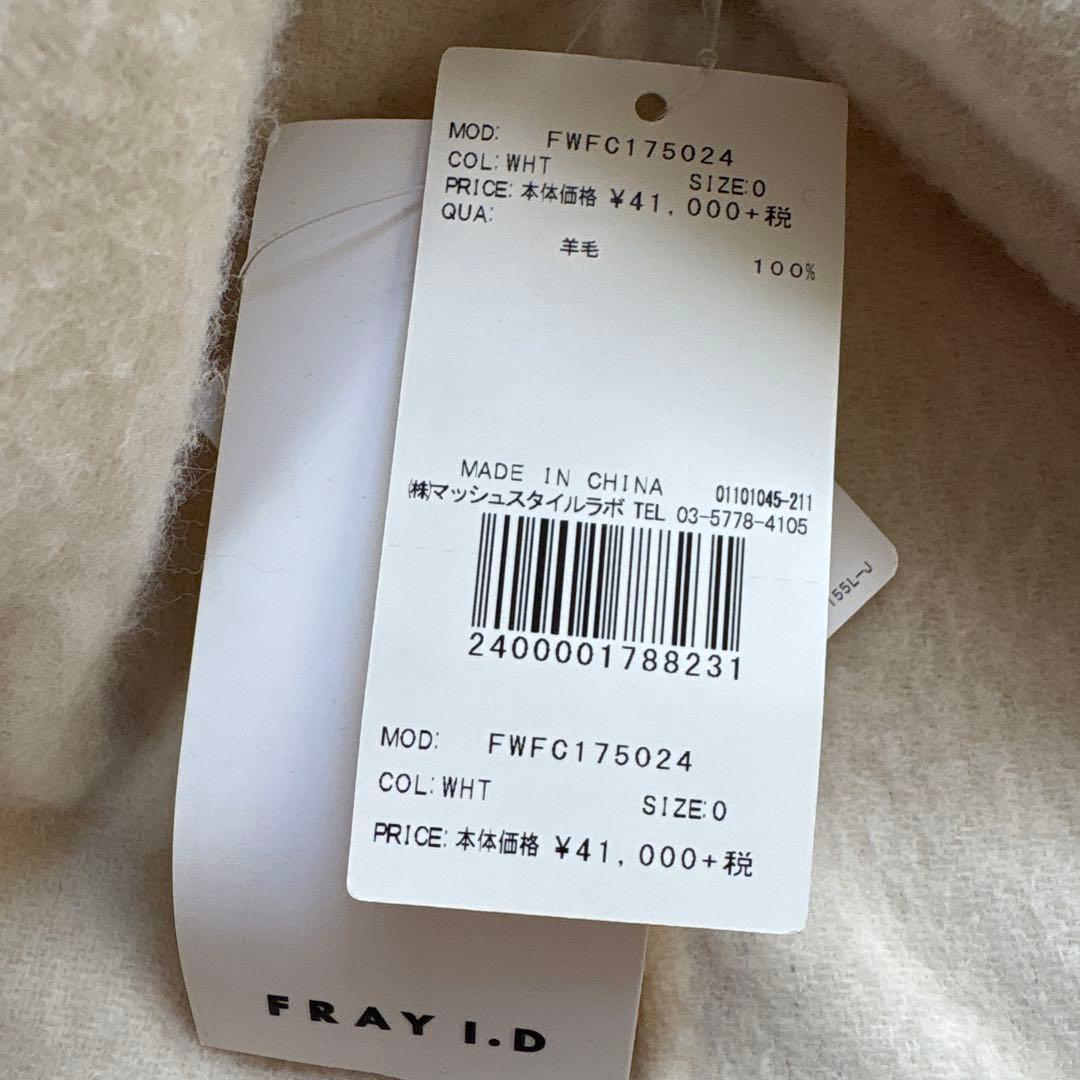 MOD: FWFC175024
COL:WHT SIZE:0
PRICE:本体価格 ¥41,000+税
QUA:
羊毛 100%
MADE IN CHINA 01101045-211
㈱マッシュスタイルラボ TEL 03-5778-4105
2400001788231
MOD: FWFC175024
COL:WHT SIZE:0
PRICE:本体価格 ¥41,000+税
155L-J
FRAY I.D